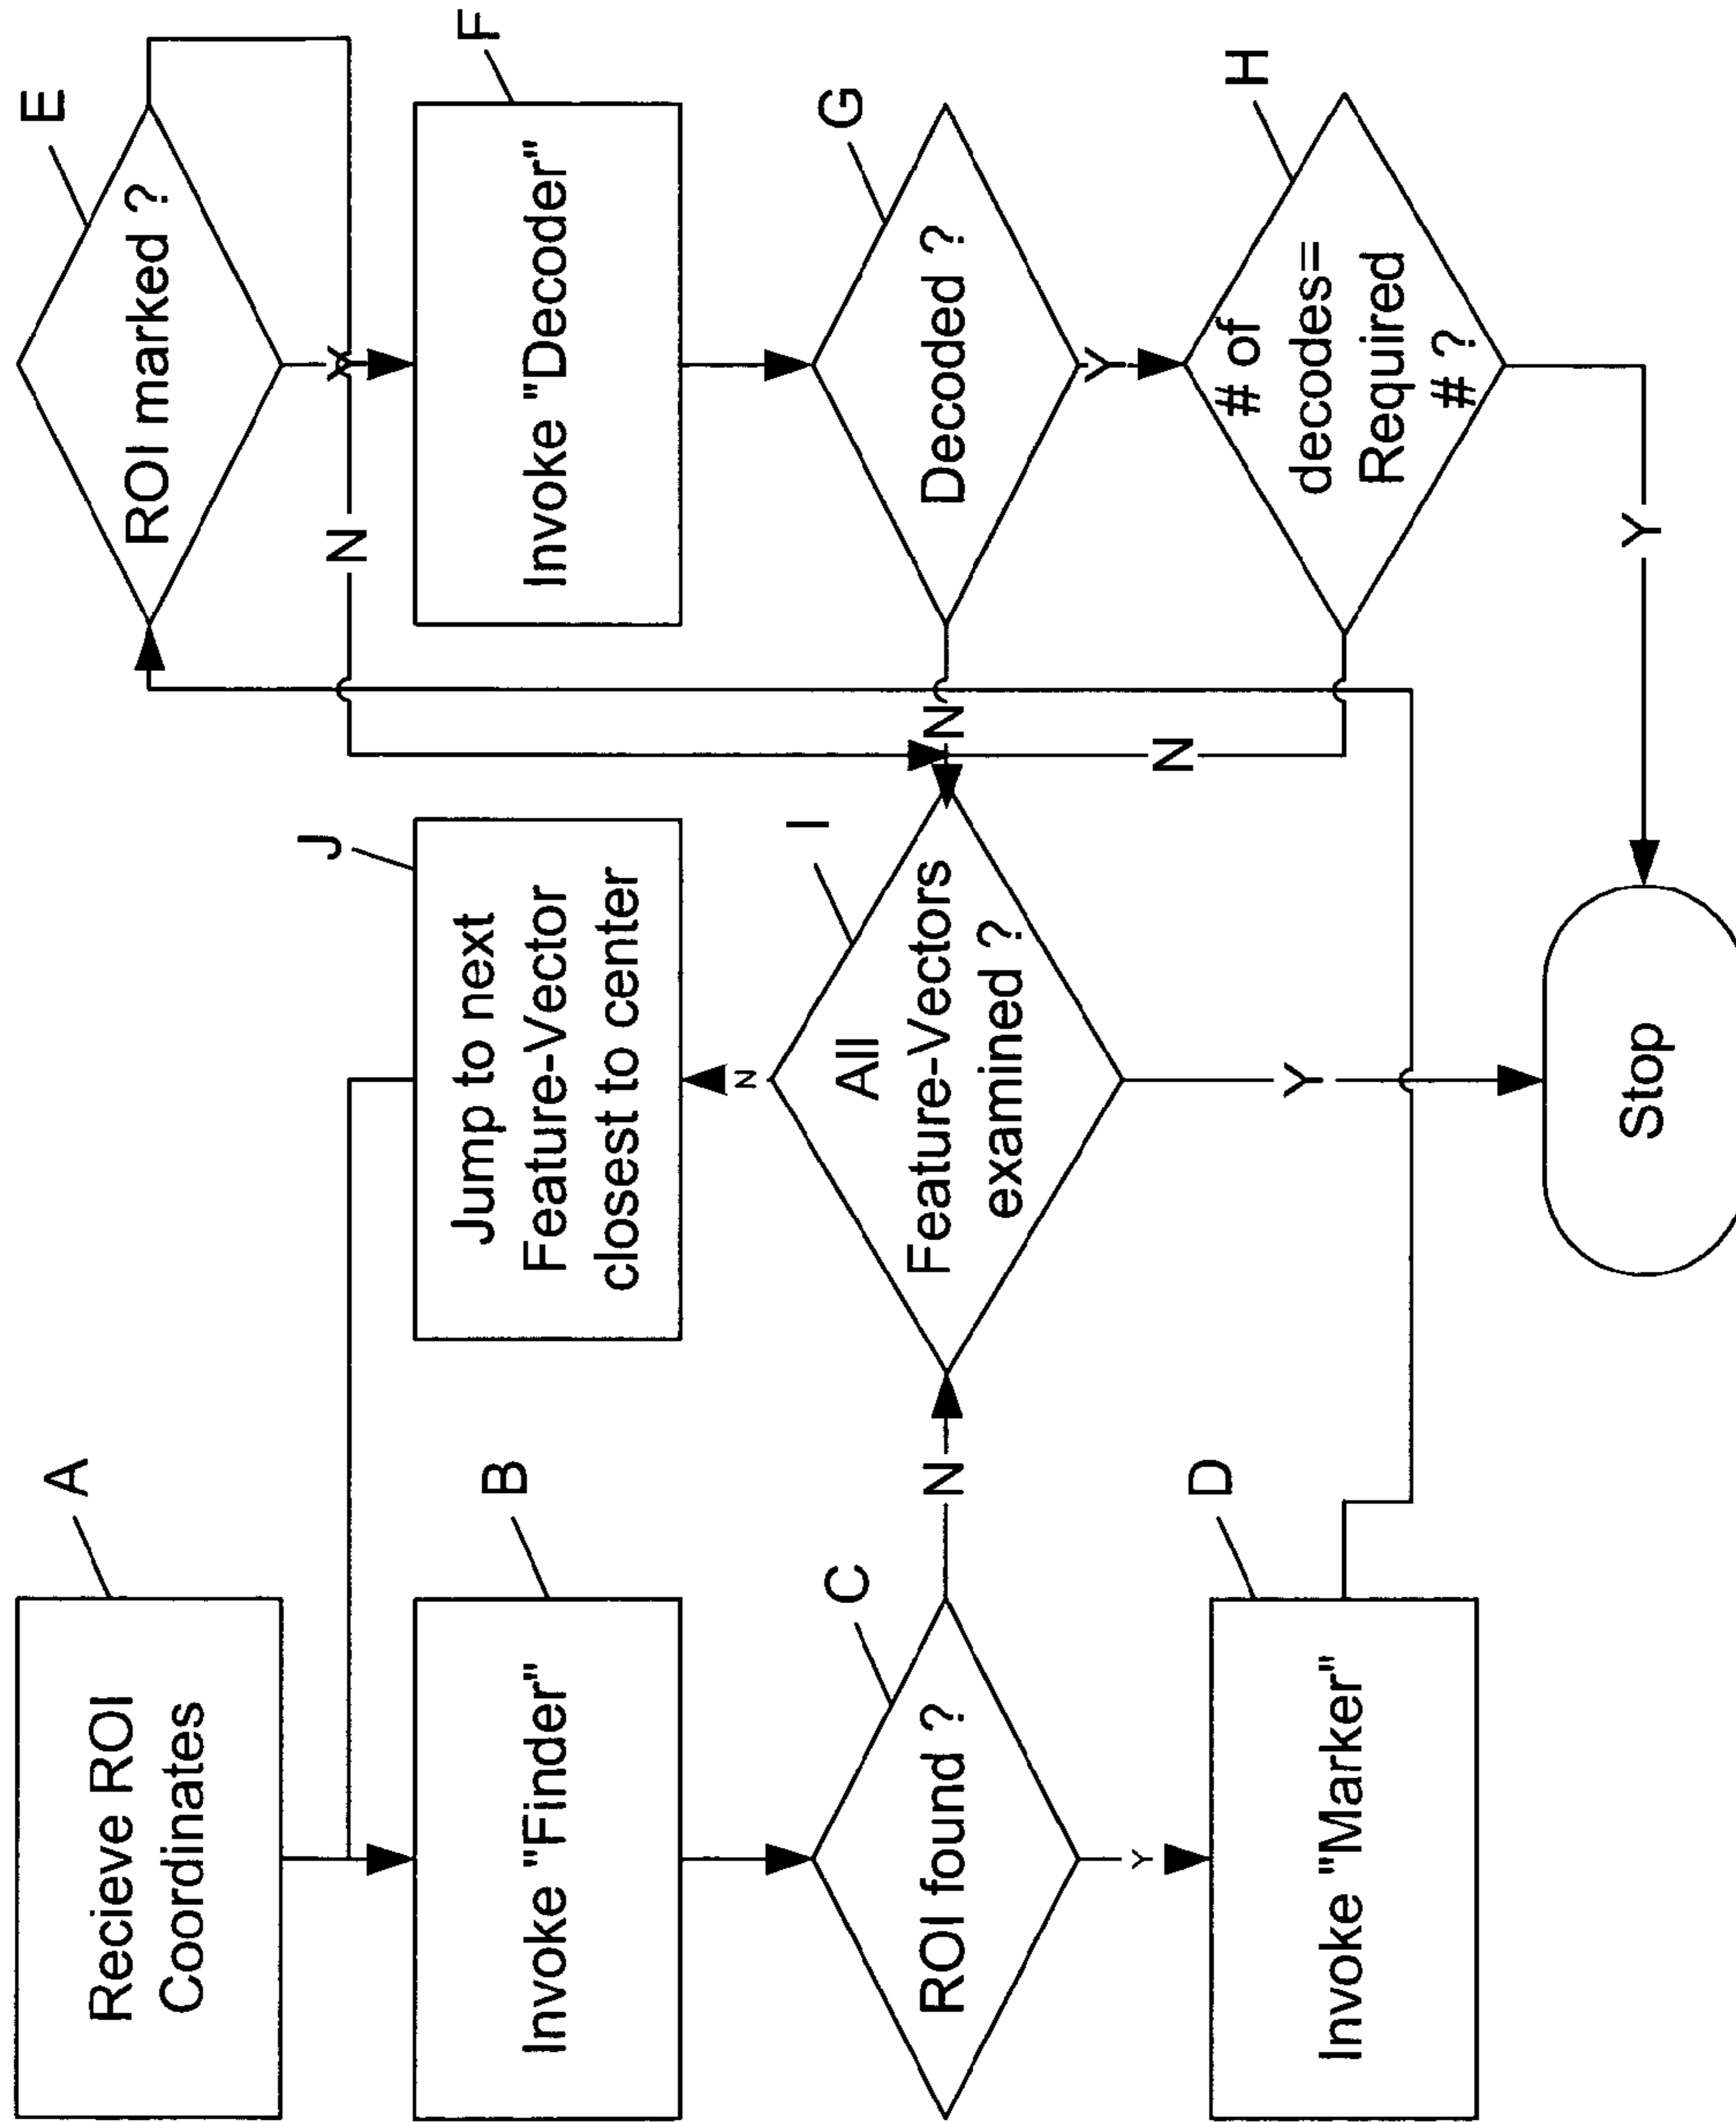 A
Recieve ROI
Coordinates
B
Invoke "Finder"
C
ROI found ?
N
Y
D
Invoke "Marker"
J
Jump to next
Feature-Vector
closest to center
N
I
All
Feature-Vectors
examined ?
Y
Stop
E
ROI marked ?
N
Y
F
Invoke "Decoder"
G
Decoded ?
N
Y
H
# of
decodes=
Required
# ?
N
Y